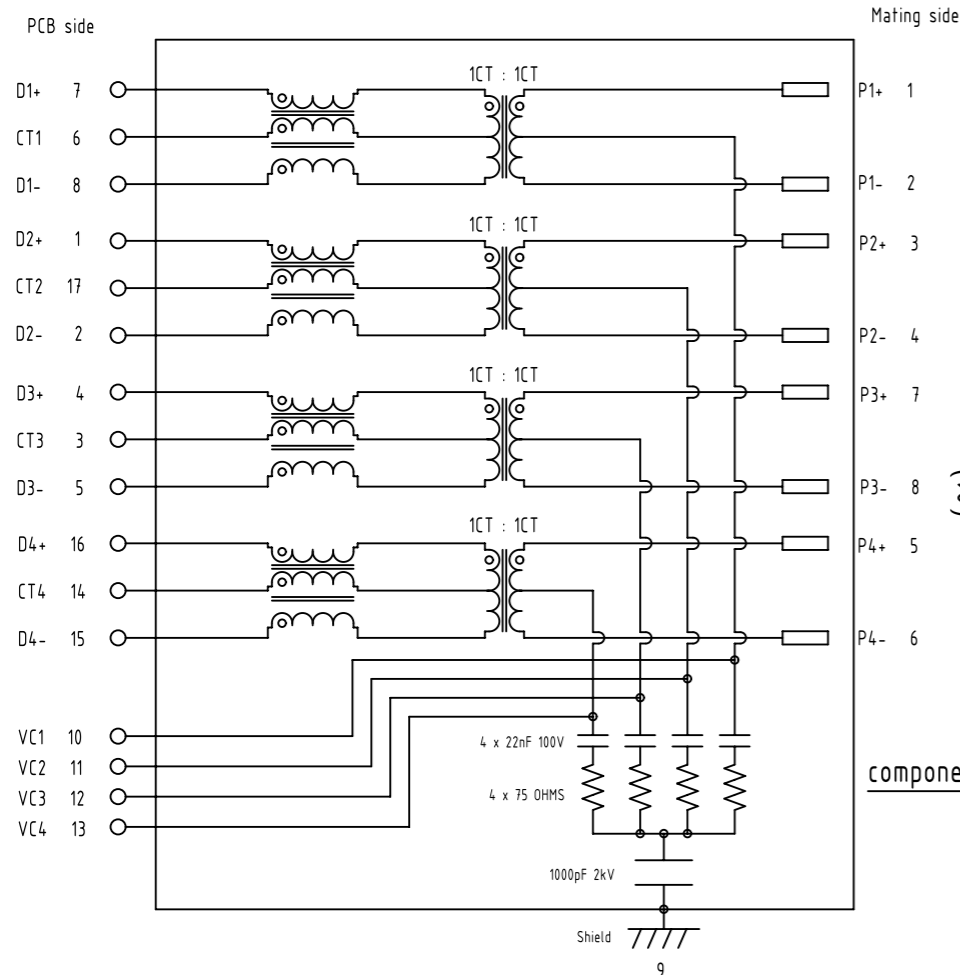 PCB side
Mating side
1CT : 1CT
D1+ 7
P1+ 1
CT1 6
D1- 8
P1- 2
1CT : 1CT
D2+ 1
P2+ 3
CT2 17
D2- 2
P2- 4
1CT : 1CT
D3+ 4
P3+ 7
CT3 3
D3- 5
P3- 8
1CT : 1CT
D4+ 16
P4+ 5
CT4 14
D4- 15
P4- 6
VC1 10
4 x 22nF 100V
VC2 11
compone
VC3 12
4 x 75 OHMS
VC4 13
1000pF 2kV
Shield
9